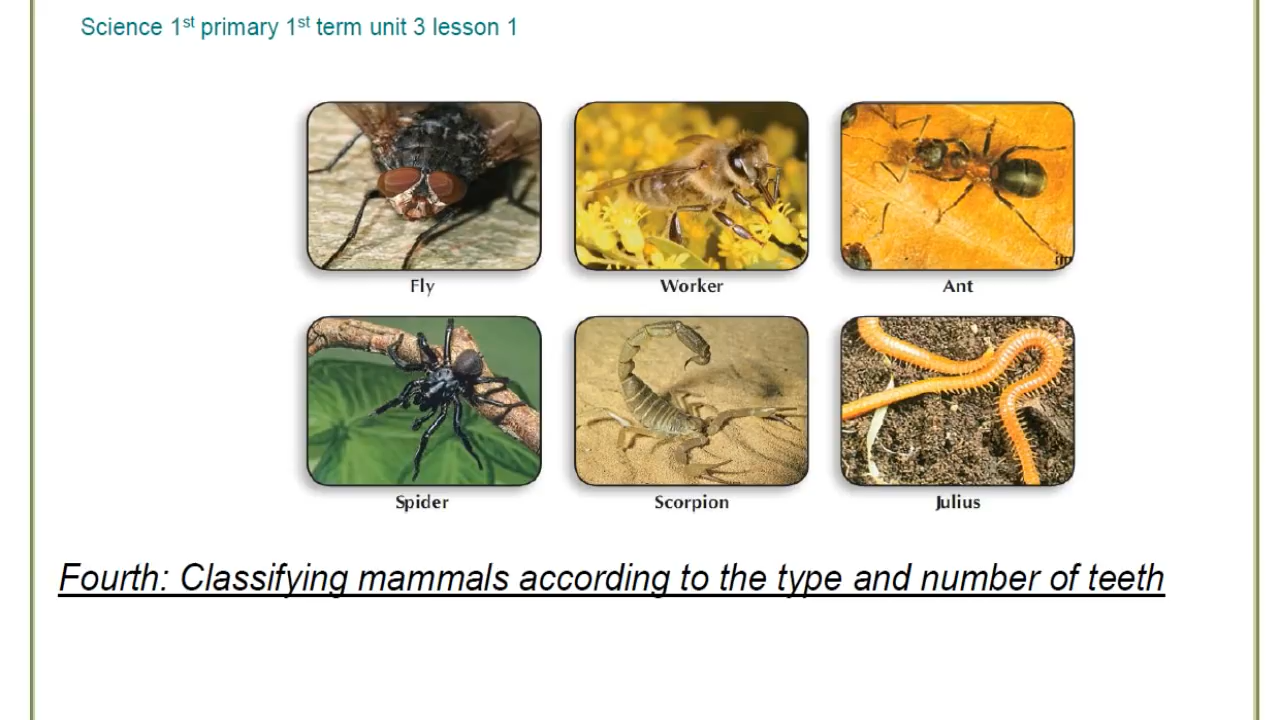 Science 1st primary 1st term unit 3 lesson 1
Fly
Worker
Ant
Spider
Scorpion
Julius
Fourth: Classifying mammals according to the type and number of teeth